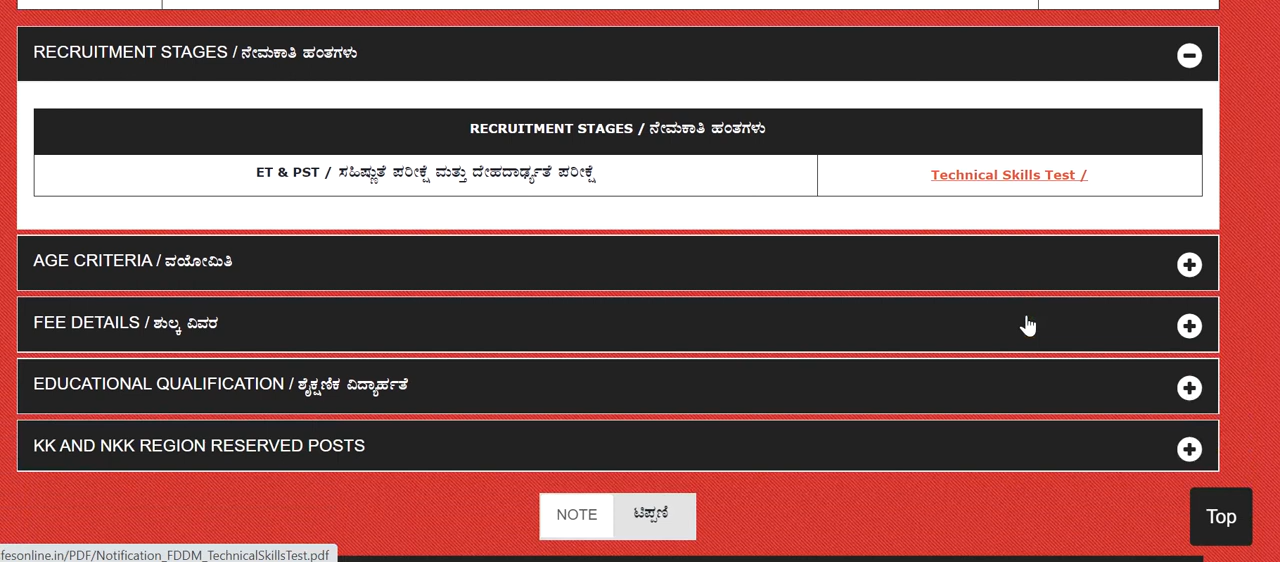 RECRUITMENT STAGES / ನೇಮಕಾತಿ ಹಂತಗಳು
RECRUITMENT STAGES / ನೇಮಕಾತಿ ಹಂತಗಳು
ET & PST / ಸಹಿಷ್ಣುತೆ ಪರೀಕ್ಷೆ ಮತ್ತು ದೇಹದಾರ್ಢ್ಯತೆ ಪರೀಕ್ಷೆ
Technical Skills Test /
AGE CRITERIA / ವಯೋಮಿತಿ
FEE DETAILS / ಶುಲ್ಕ ವಿವರ
EDUCATIONAL QUALIFICATION / ಶೈಕ್ಷಣಿಕ ವಿದ್ಯಾರ್ಹತೆ
KK AND NKK REGION RESERVED POSTS
NOTE ಟಿಪ್ಪಣಿ
Top
fesonline.in/PDF/Notification_FDDM_TechnicalSkillsTest.pdf